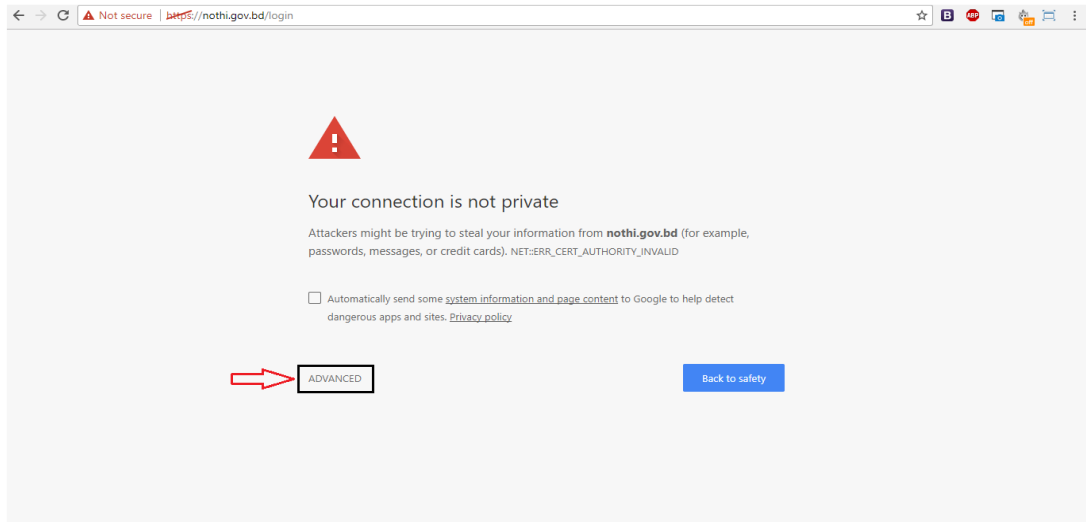 Not secure | https://nothi.gov.bd/login
B ABP off
!
Your connection is not private
Attackers might be trying to steal your information from nothi.gov.bd (for example,
passwords, messages, or credit cards). NET::ERR_CERT_AUTHORITY_INVALID
Automatically send some system information and page content to Google to help detect
dangerous apps and sites. Privacy policy
ADVANCED Back to safety